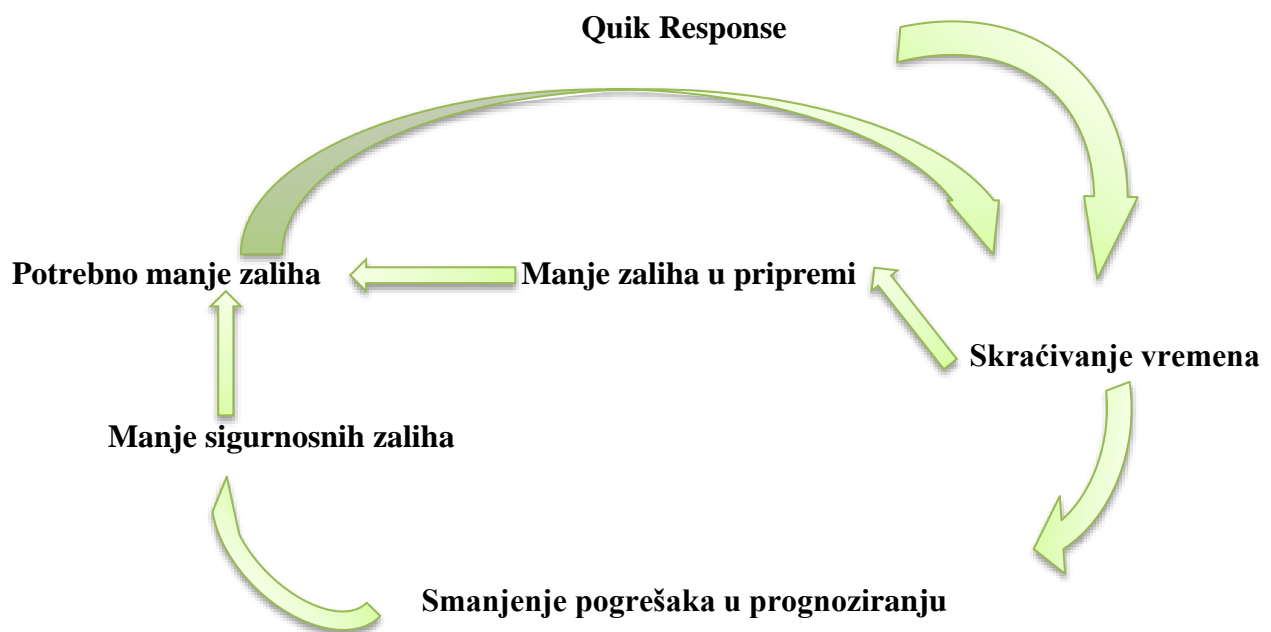 Quik Response
Potrebno manje zaliha
Manje zaliha u pripremi
Skraćivanje vremena
Manje sigurnosnih zaliha
Smanjenje pogrešaka u prognoziranju